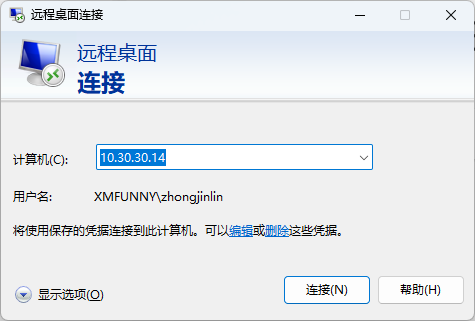 远程桌面连接
远程桌面
连接
计算机(C):
10.30.30.14
用户名:
XMFUNNY\zhongjinlin
将使用保存的凭据连接到此计算机。可以编辑或删除这些凭据。
显示选项(O)
连接(N)
帮助(H)